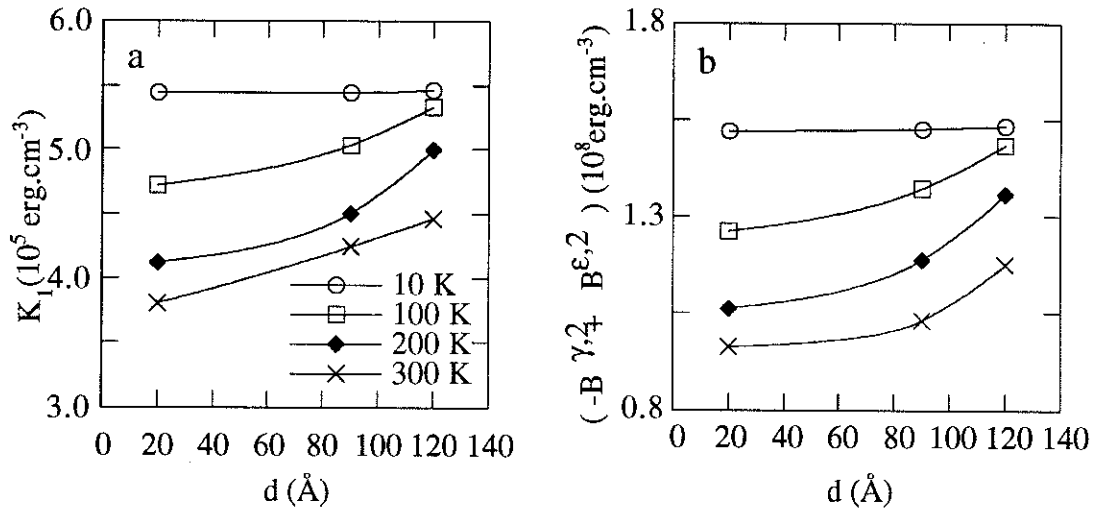 6.0
5.0
4.0
3.0
K1(10^5 erg.cm^-3)
a
10 K
100 K
200 K
300 K
0 20 40 60 80 100 120 140
d (Å)
1.8
1.3
0.8
(-B^γ,2 + B^ε,2) (10^8 erg.cm^-3)
b
0 20 40 60 80 100 120 140
d (Å)